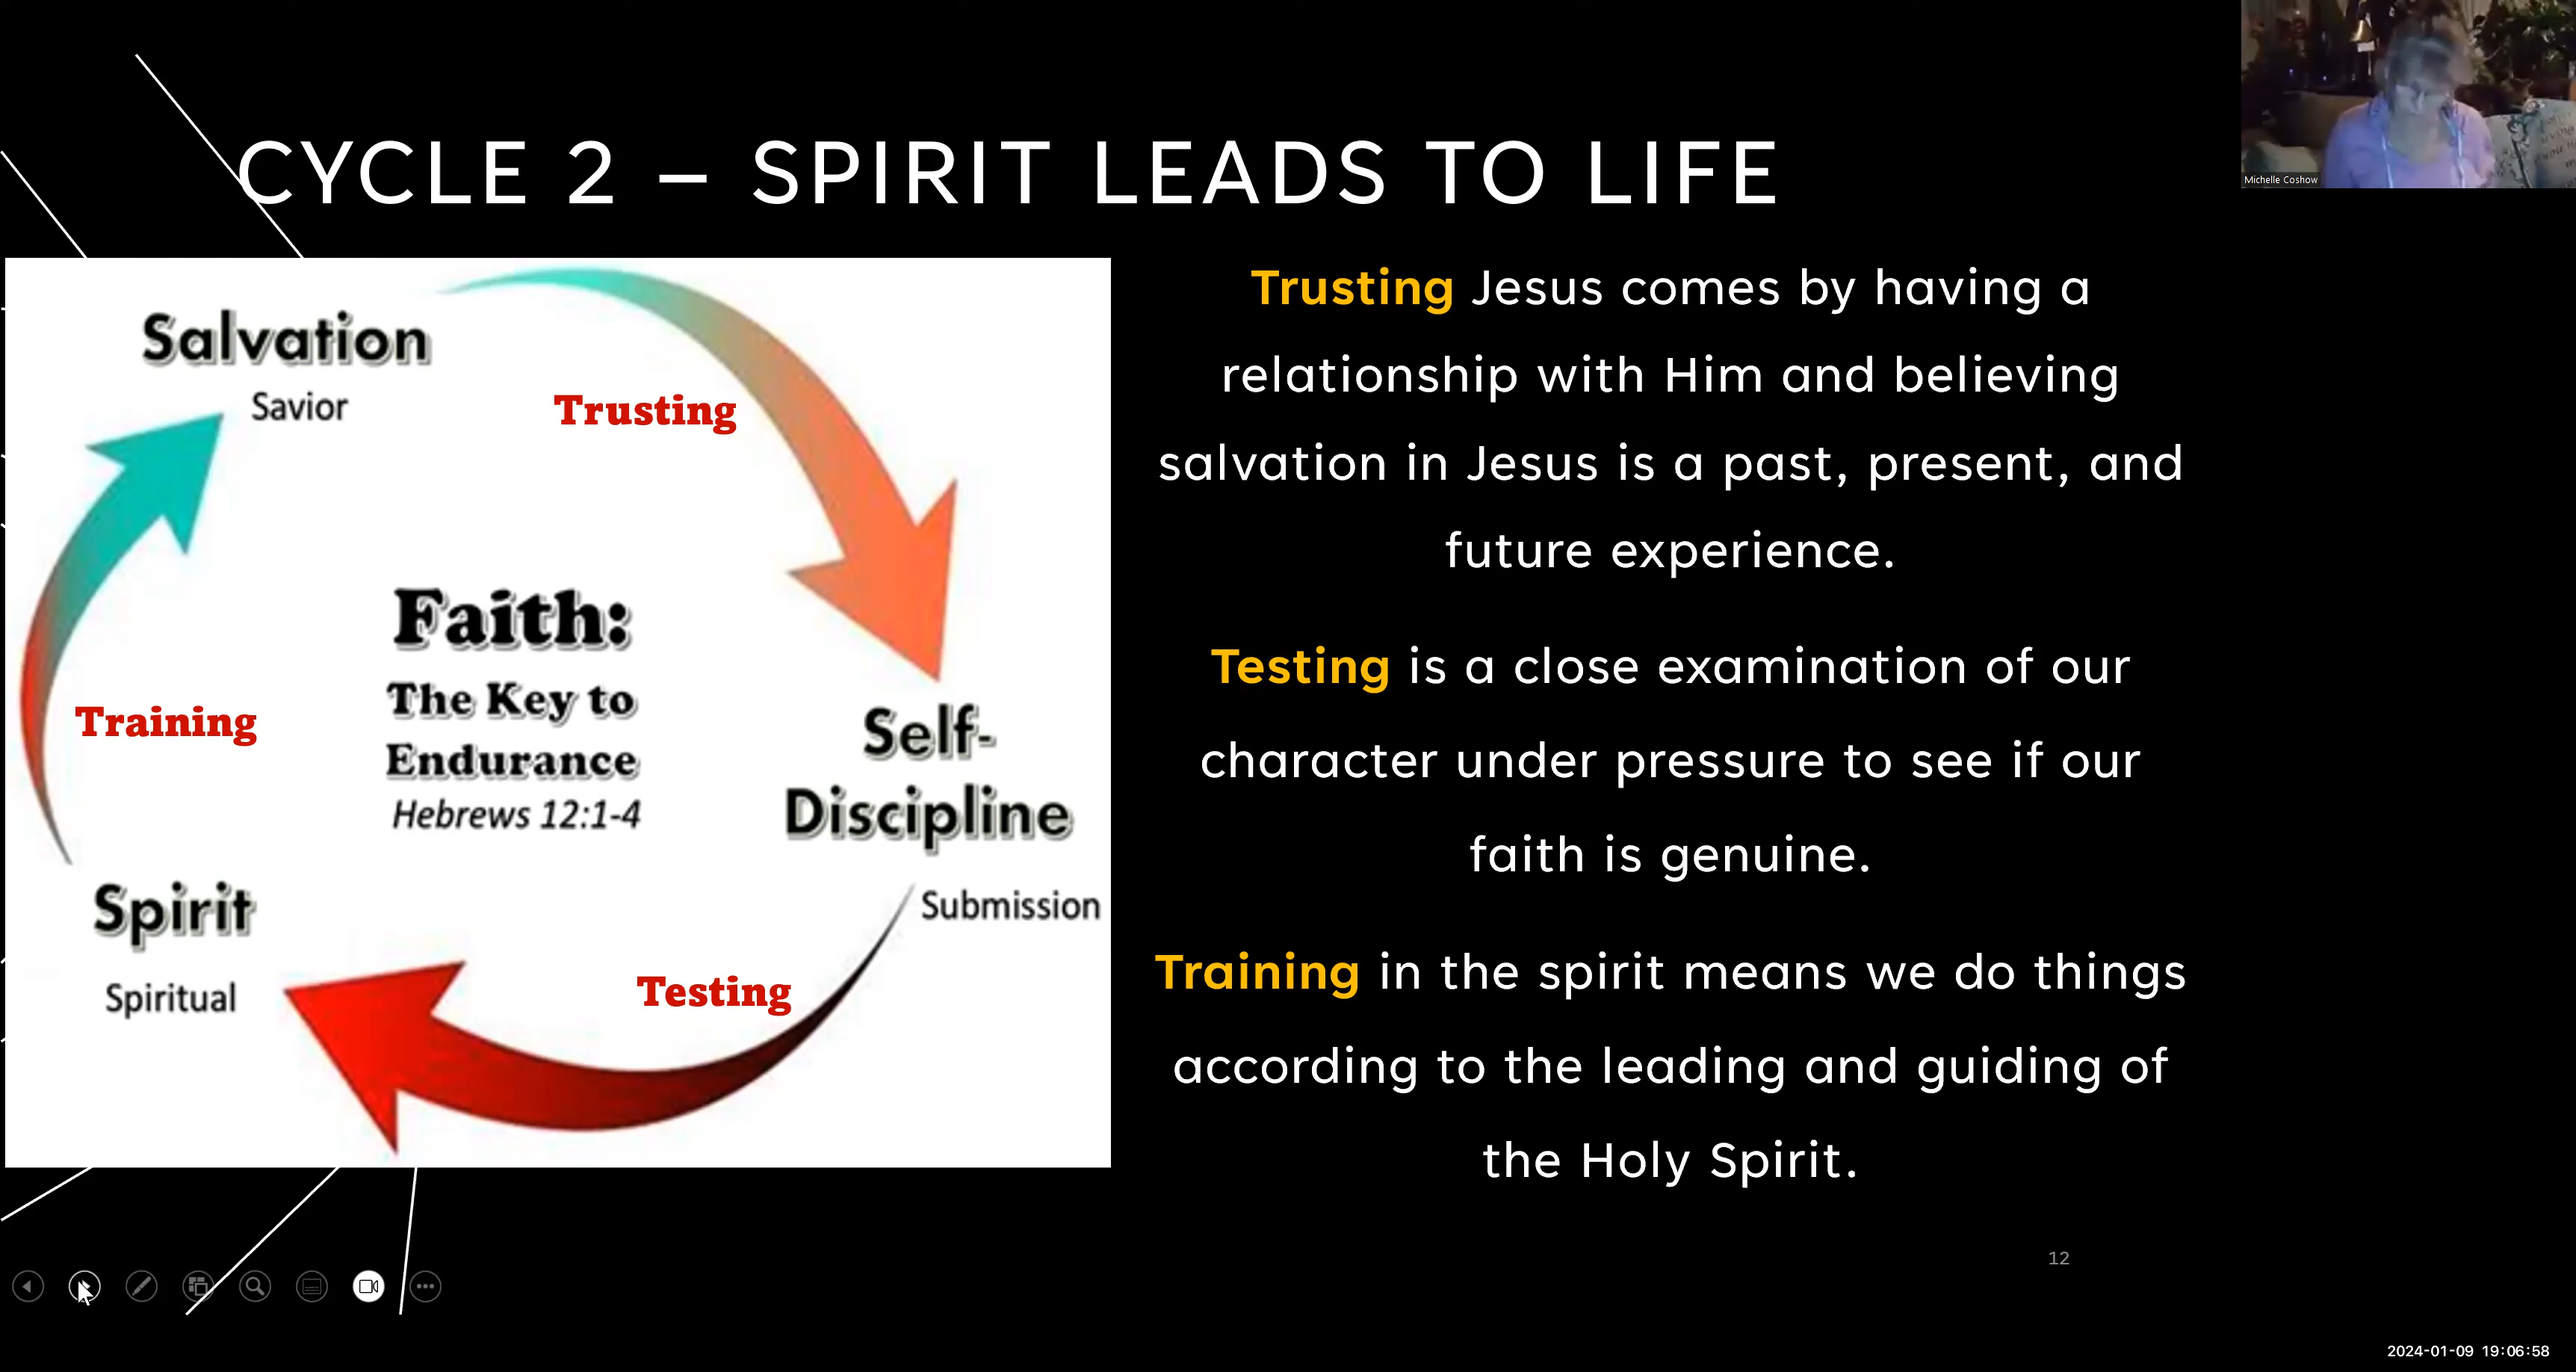 CYCLE 2 – SPIRIT LEADS TO LIFE
Michelle Coshow
Salvation
Savior
Trusting
Faith:
The Key to
Endurance
Hebrews 12:1-4
Training
Self-
Discipline
Submission
Spirit
Spiritual
Testing
Trusting Jesus comes by having a
relationship with Him and believing
salvation in Jesus is a past, present, and
future experience.
Testing is a close examination of our
character under pressure to see if our
faith is genuine.
Training in the spirit means we do things
according to the leading and guiding of
the Holy Spirit.
12
2024-01-09 19:06:58